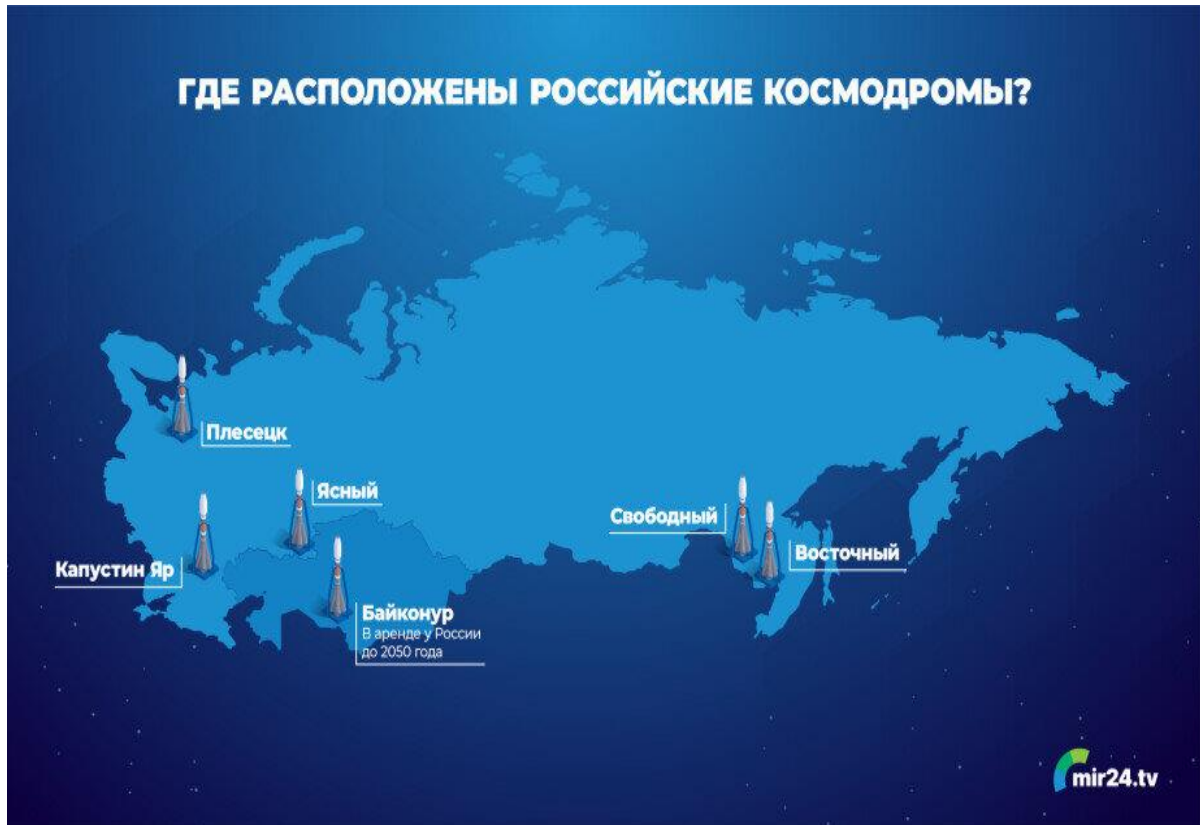 ГДЕ РАСПОЛОЖЕНЫ РОССИЙСКИЕ КОСМОДРОМЫ?
Плесецк
Ясный
Свободный
Восточный
Капустин Яр
Байконур
В аренде у России
до 2050 года
mir24.tv